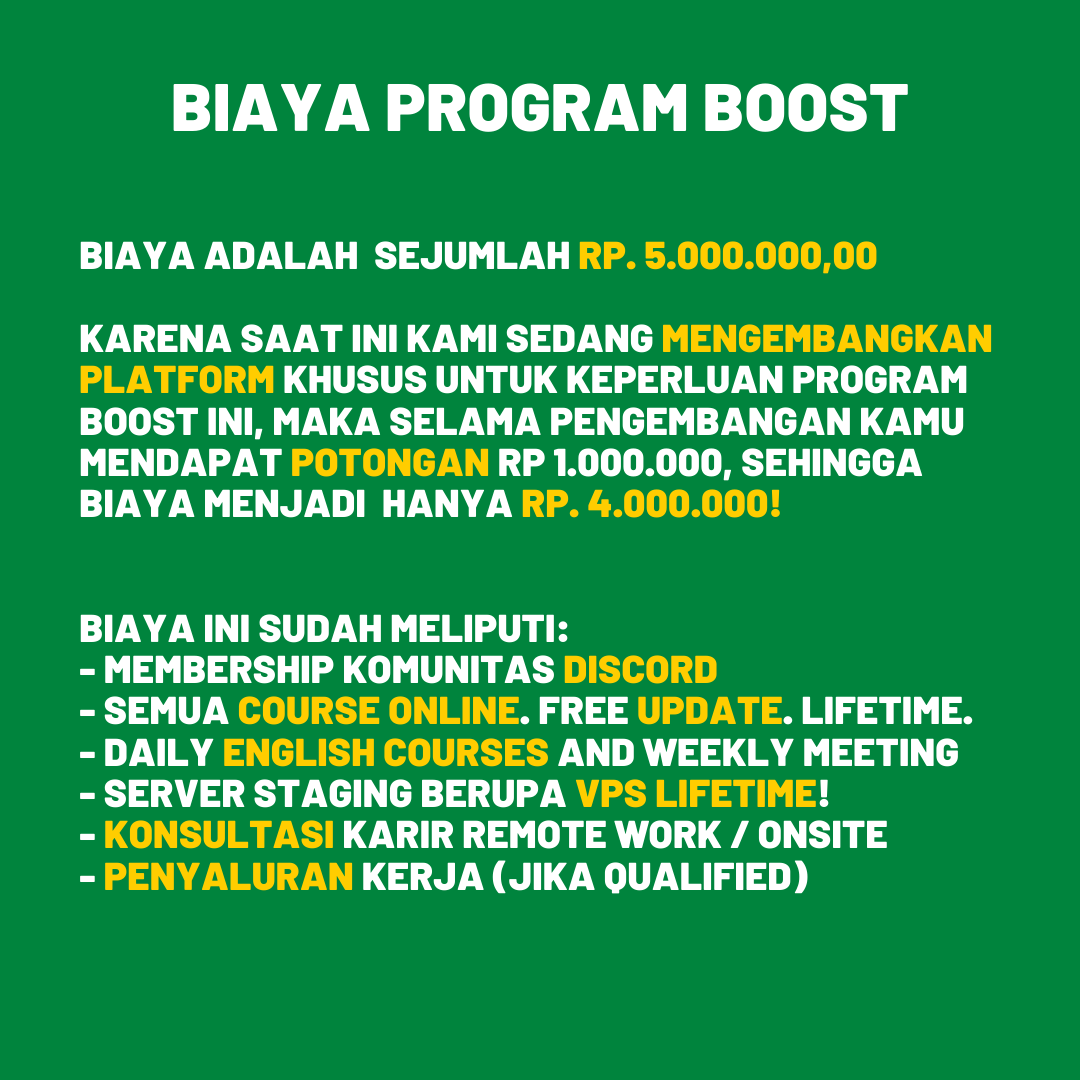 BIAYA PROGRAM BOOST
BIAYA ADALAH SEJUMLAH RP. 5.000.000,00
KARENA SAAT INI KAMI SEDANG MENGEMBANGKAN
PLATFORM KHUSUS UNTUK KEPERLUAN PROGRAM
BOOST INI, MAKA SELAMA PENGEMBANGAN KAMU
MENDAPAT POTONGAN RP 1.000.000, SEHINGGA
BIAYA MENJADI HANYA RP. 4.000.000!
BIAYA INI SUDAH MELIPUTI:
- MEMBERSHIP KOMUNITAS DISCORD
- SEMUA COURSE ONLINE. FREE UPDATE. LIFETIME.
- DAILY ENGLISH COURSES AND WEEKLY MEETING
- SERVER STAGING BERUPA VPS LIFETIME!
- KONSULTASI KARIR REMOTE WORK / ONSITE
- PENYALURAN KERJA (JIKA QUALIFIED)